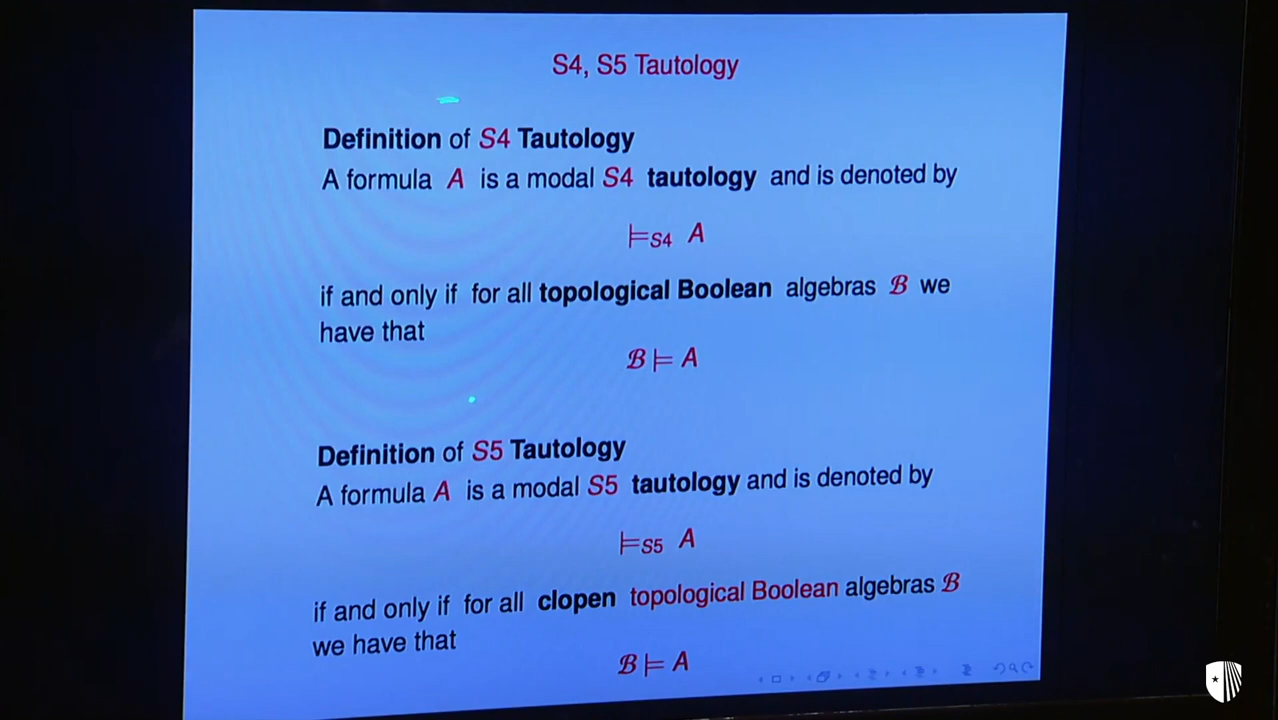 S4, S5 Tautology
Definition of S4 Tautology
A formula A is a modal S4 tautology and is denoted by
⊨S4 A
if and only if for all topological Boolean algebras ℬ we
have that
ℬ ⊨ A
Definition of S5 Tautology
A formula A is a modal S5 tautology and is denoted by
⊨S5 A
if and only if for all clopen topological Boolean algebras ℬ
we have that
ℬ ⊨ A